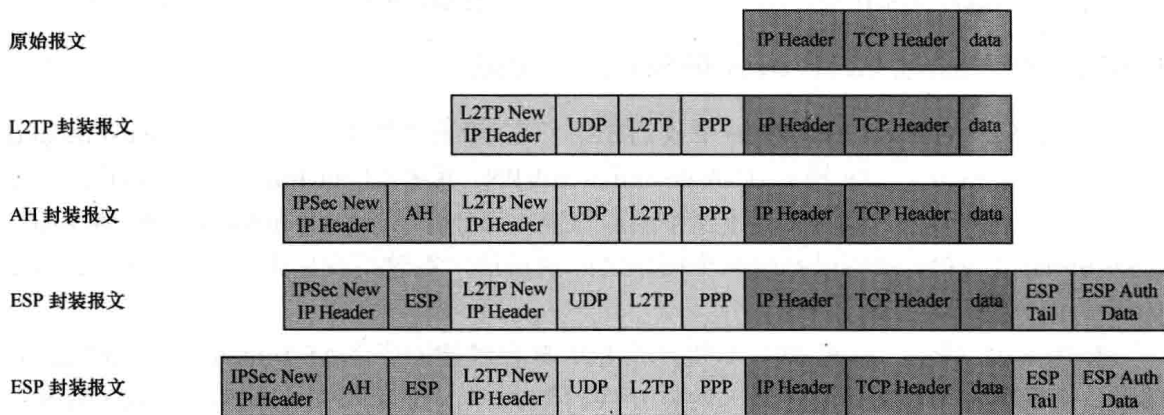 原始报文 IP Header TCP Header data
L2TP 封装报文 L2TP New IP Header UDP L2TP PPP IP Header TCP Header data
AH 封装报文 IPSec New IP Header AH L2TP New IP Header UDP L2TP PPP IP Header TCP Header data
ESP 封装报文 IPSec New IP Header ESP L2TP New IP Header UDP L2TP PPP IP Header TCP Header data ESP Tail ESP Auth Data
ESP 封装报文 IPSec New IP Header AH ESP L2TP New IP Header UDP L2TP PPP IP Header TCP Header data ESP Tail ESP Auth Data